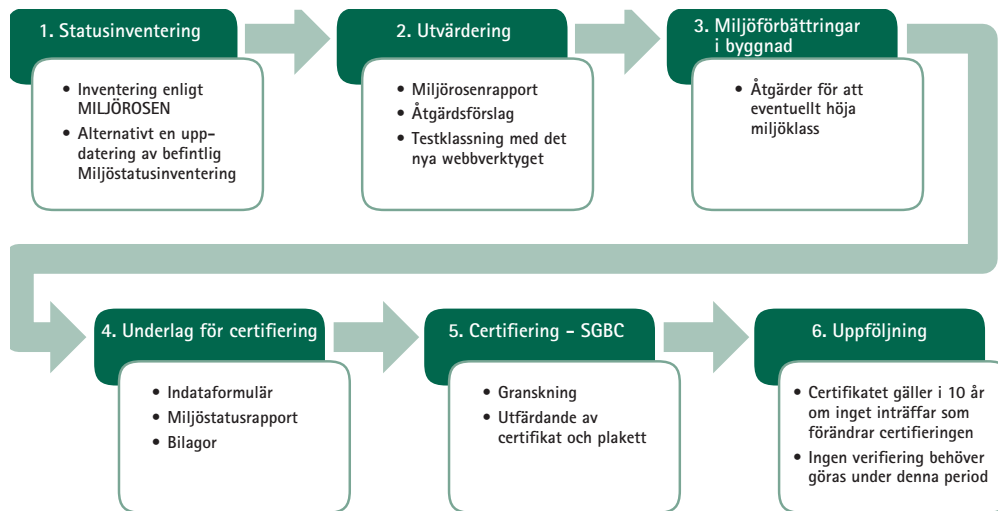 1. Statusinventering
• Inventering enligt
MILJÖROSEN
• Alternativt en upp-
datering av befintlig
Miljöstatusinventering
2. Utvärdering
• Miljörosenrapport
• Åtgärdsförslag
• Testklassning med det
nya webbverktyget
3. Miljöförbättringar
i byggnad
• Åtgärder för att
eventuellt höja
miljöklass
4. Underlag för certifiering
• Indataformulär
• Miljöstatusrapport
• Bilagor
5. Certifiering - SGBC
• Granskning
• Utfärdande av
certifikat och plakett
6. Uppföljning
• Certifikatet gäller i 10 år
om inget inträffar som
förändrar certifieringen
• Ingen verifiering behöver
göras under denna period